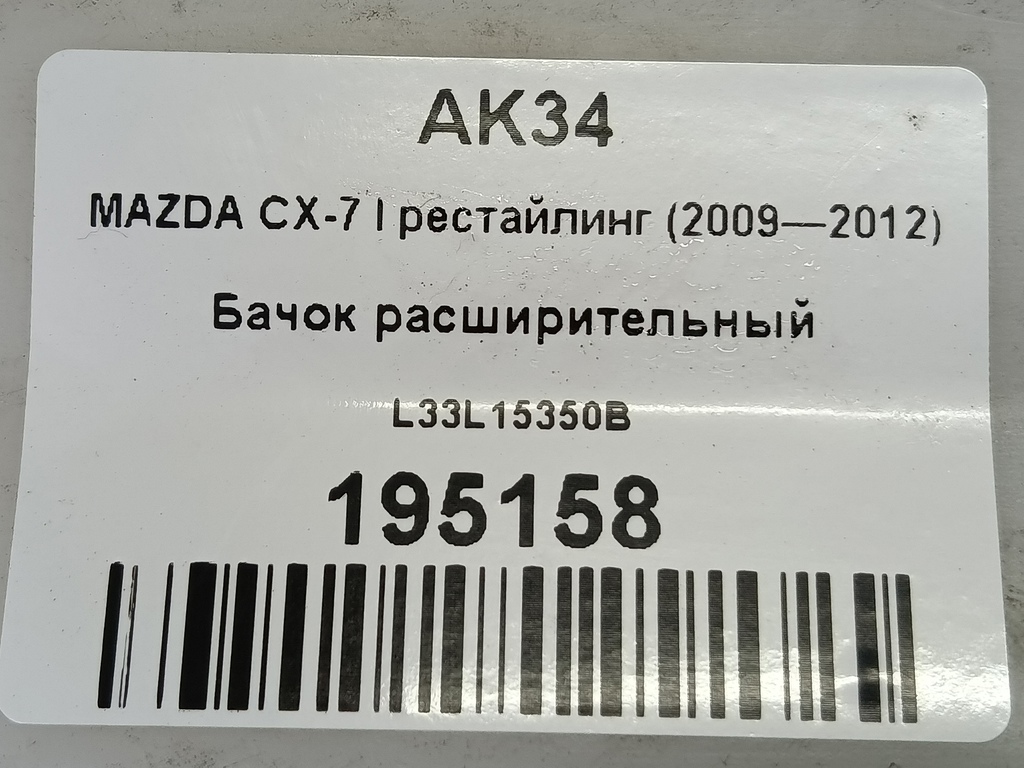 AK34
MAZDA CX-7 I рестайлинг (2009—2012)
Бачок расширительный
L33L15350B
195158